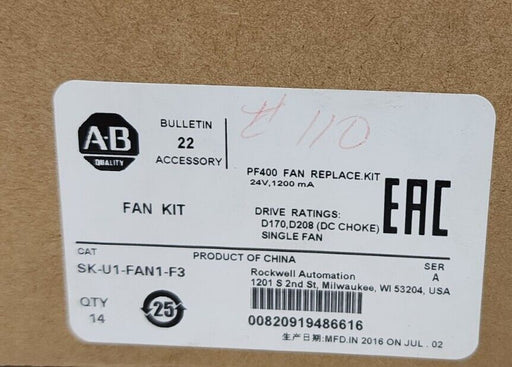 BULLETIN
22
ACCESSORY
# 110
A-B
QUALITY
PF400 FAN REPLACE.KIT
24V,1200 mA
EAC
FAN KIT
DRIVE RATINGS:
D170,D208 (DC CHOKE)
SINGLE FAN
PRODUCT OF CHINA
CAT
SK-U1-FAN1-F3
Rockwell Automation
1201 S 2nd St, Milwaukee, WI 53204, USA
SER
A
QTY
14
25
00820919486616
生产日期:MFD.IN 2016 ON JUL . 02